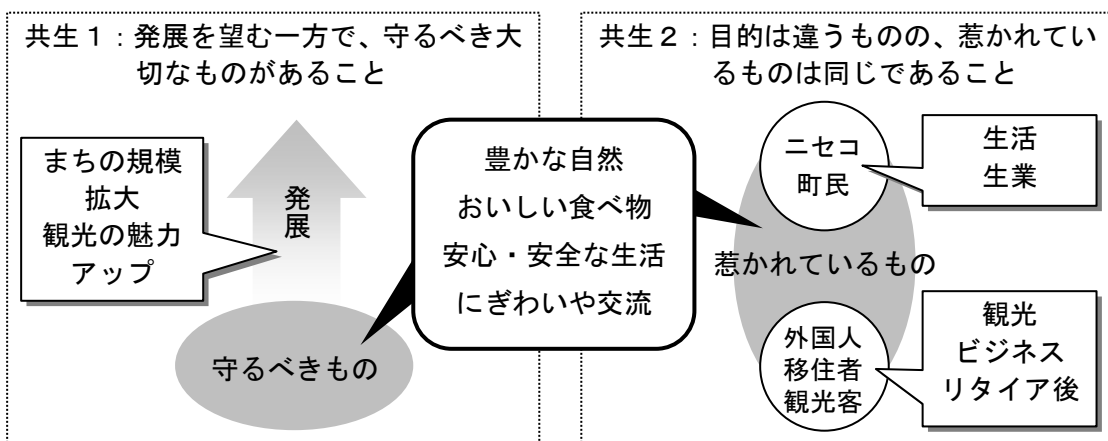 共生１：発展を望む一方で、守るべき大
切なものがあること
まちの規模
拡大
観光の魅力
アップ
発展
守るべきもの
豊かな自然
おいしい食べ物
安心・安全な生活
にぎわいや交流
共生２：目的は違うものの、惹かれてい
るものは同じであること
ニセコ
町民
生活
生業
惹かれているもの
外国人
移住者
観光客
観光
ビジネス
リタイア後